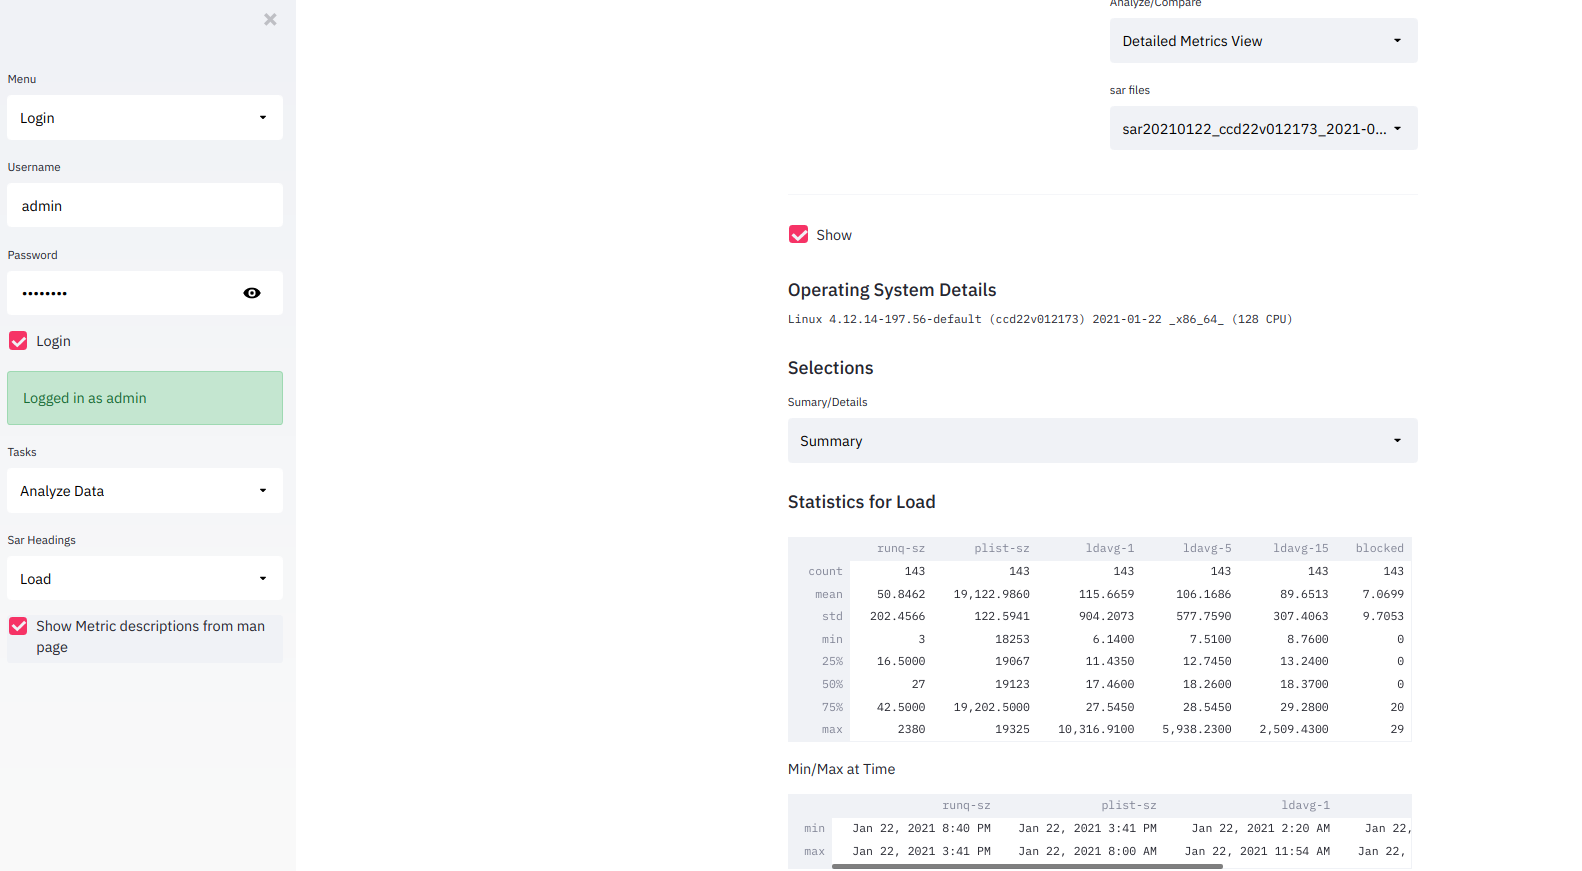 Menu
Login
Username
admin
Password
••••••••
Login
Logged in as admin
Tasks
Analyze Data
Sar Headings
Load
Show Metric descriptions from man
page
Analyze/Compare
Detailed Metrics View
sar files
sar20210122_ccd22v012173_2021-0...
Show
Operating System Details
Linux 4.12.14-197.56-default (ccd22v012173) 2021-01-22 _x86_64_ (128 CPU)
Selections
Sumary/Details
Summary
Statistics for Load
runq-sz plist-sz ldavg-1 ldavg-5 ldavg-15 blocked
count 143 143 143 143 143 143
mean 50.8462 19,122.9860 115.6659 106.1686 89.6513 7.0699
std 202.4566 122.5941 904.2073 577.7590 307.4063 9.7053
min 3 18253 6.1400 7.5100 8.7600 0
25% 16.5000 19067 11.4350 12.7450 13.2400 0
50% 27 19123 17.4600 18.2600 18.3700 0
75% 42.5000 19,202.5000 27.5450 28.5450 29.2800 20
max 2380 19325 10,316.9100 5,938.2300 2,509.4300 29
Min/Max at Time
runq-sz plist-sz ldavg-1
min Jan 22, 2021 8:40 PM Jan 22, 2021 3:41 PM Jan 22, 2021 2:20 AM Jan 22,
max Jan 22, 2021 3:41 PM Jan 22, 2021 8:00 AM Jan 22, 2021 11:54 AM Jan 22,